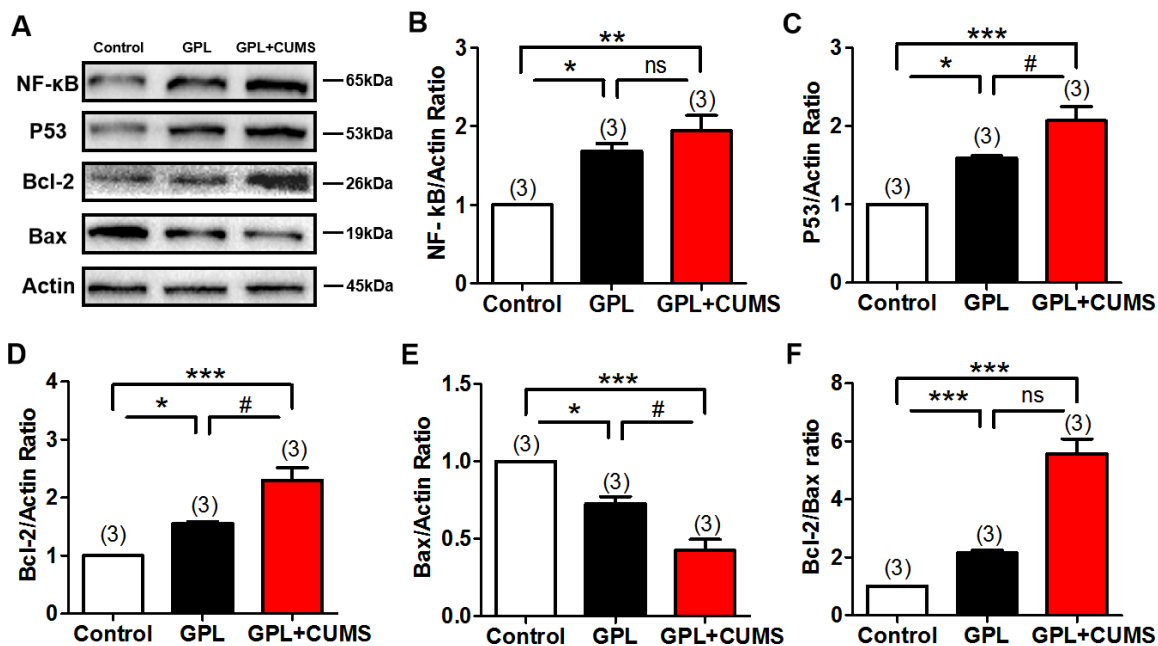 A
Control GPL GPL+CUMS
NF-κB 65kDa
P53 53kDa
Bcl-2 26kDa
Bax 19kDa
Actin 45kDa
B
NF- kB/Actin Ratio
3
2
1
0
**
* ns
(3) (3) (3)
Control GPL GPL+CUMS
C
P53/Actin Ratio
3
2
1
0
***
* #
(3) (3) (3)
Control GPL GPL+CUMS
D
Bcl-2/Actin Ratio
4
3
2
1
0
***
* #
(3) (3) (3)
Control GPL GPL+CUMS
E
Bax/Actin Ratio
1.5
1.0
0.5
0.0
***
* #
(3) (3) (3)
Control GPL GPL+CUMS
F
Bcl-2/Bax ratio
8
6
4
2
0
***
*** ns
(3) (3) (3)
Control GPL GPL+CUMS